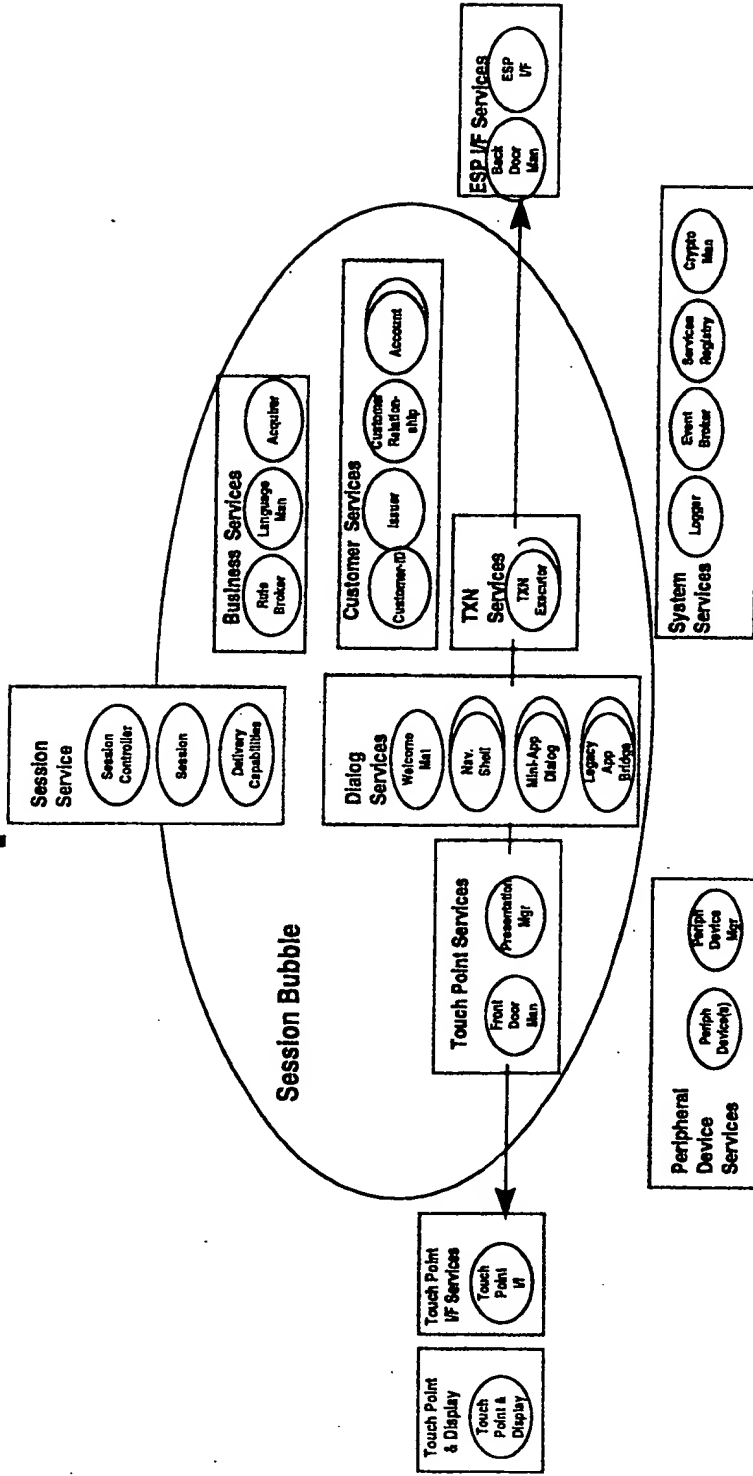 Session
Service
Session
Controller
Session
Delivery
Capabilities
Session Bubble
Business Services
Rule
Broker
Language
Man
Acquirer
Customer Services
Customer-ID
Issuer
Customer
Relation-
ship
Account
Touch Point
& Display
Touch
Point &
Display
Touch Point
I/F Services
Touch
Point
I/f
Touch Point Services
Front
Door
Man
Presentation
Mgr
Dialog
Services
Welcome
Mat
Nav.
Shell
Mini-App
Dialog
Legacy
App
Bridge
TXN
Services
TXN
Executor
ESP I/F Services
Back
Door
Man
ESP
I/F
Peripheral
Device
Services
Periph
Device(s)
Periph
Device
Mgr
System
Services
Logger
Event
Broker
Services
Registry
Crypto
Man